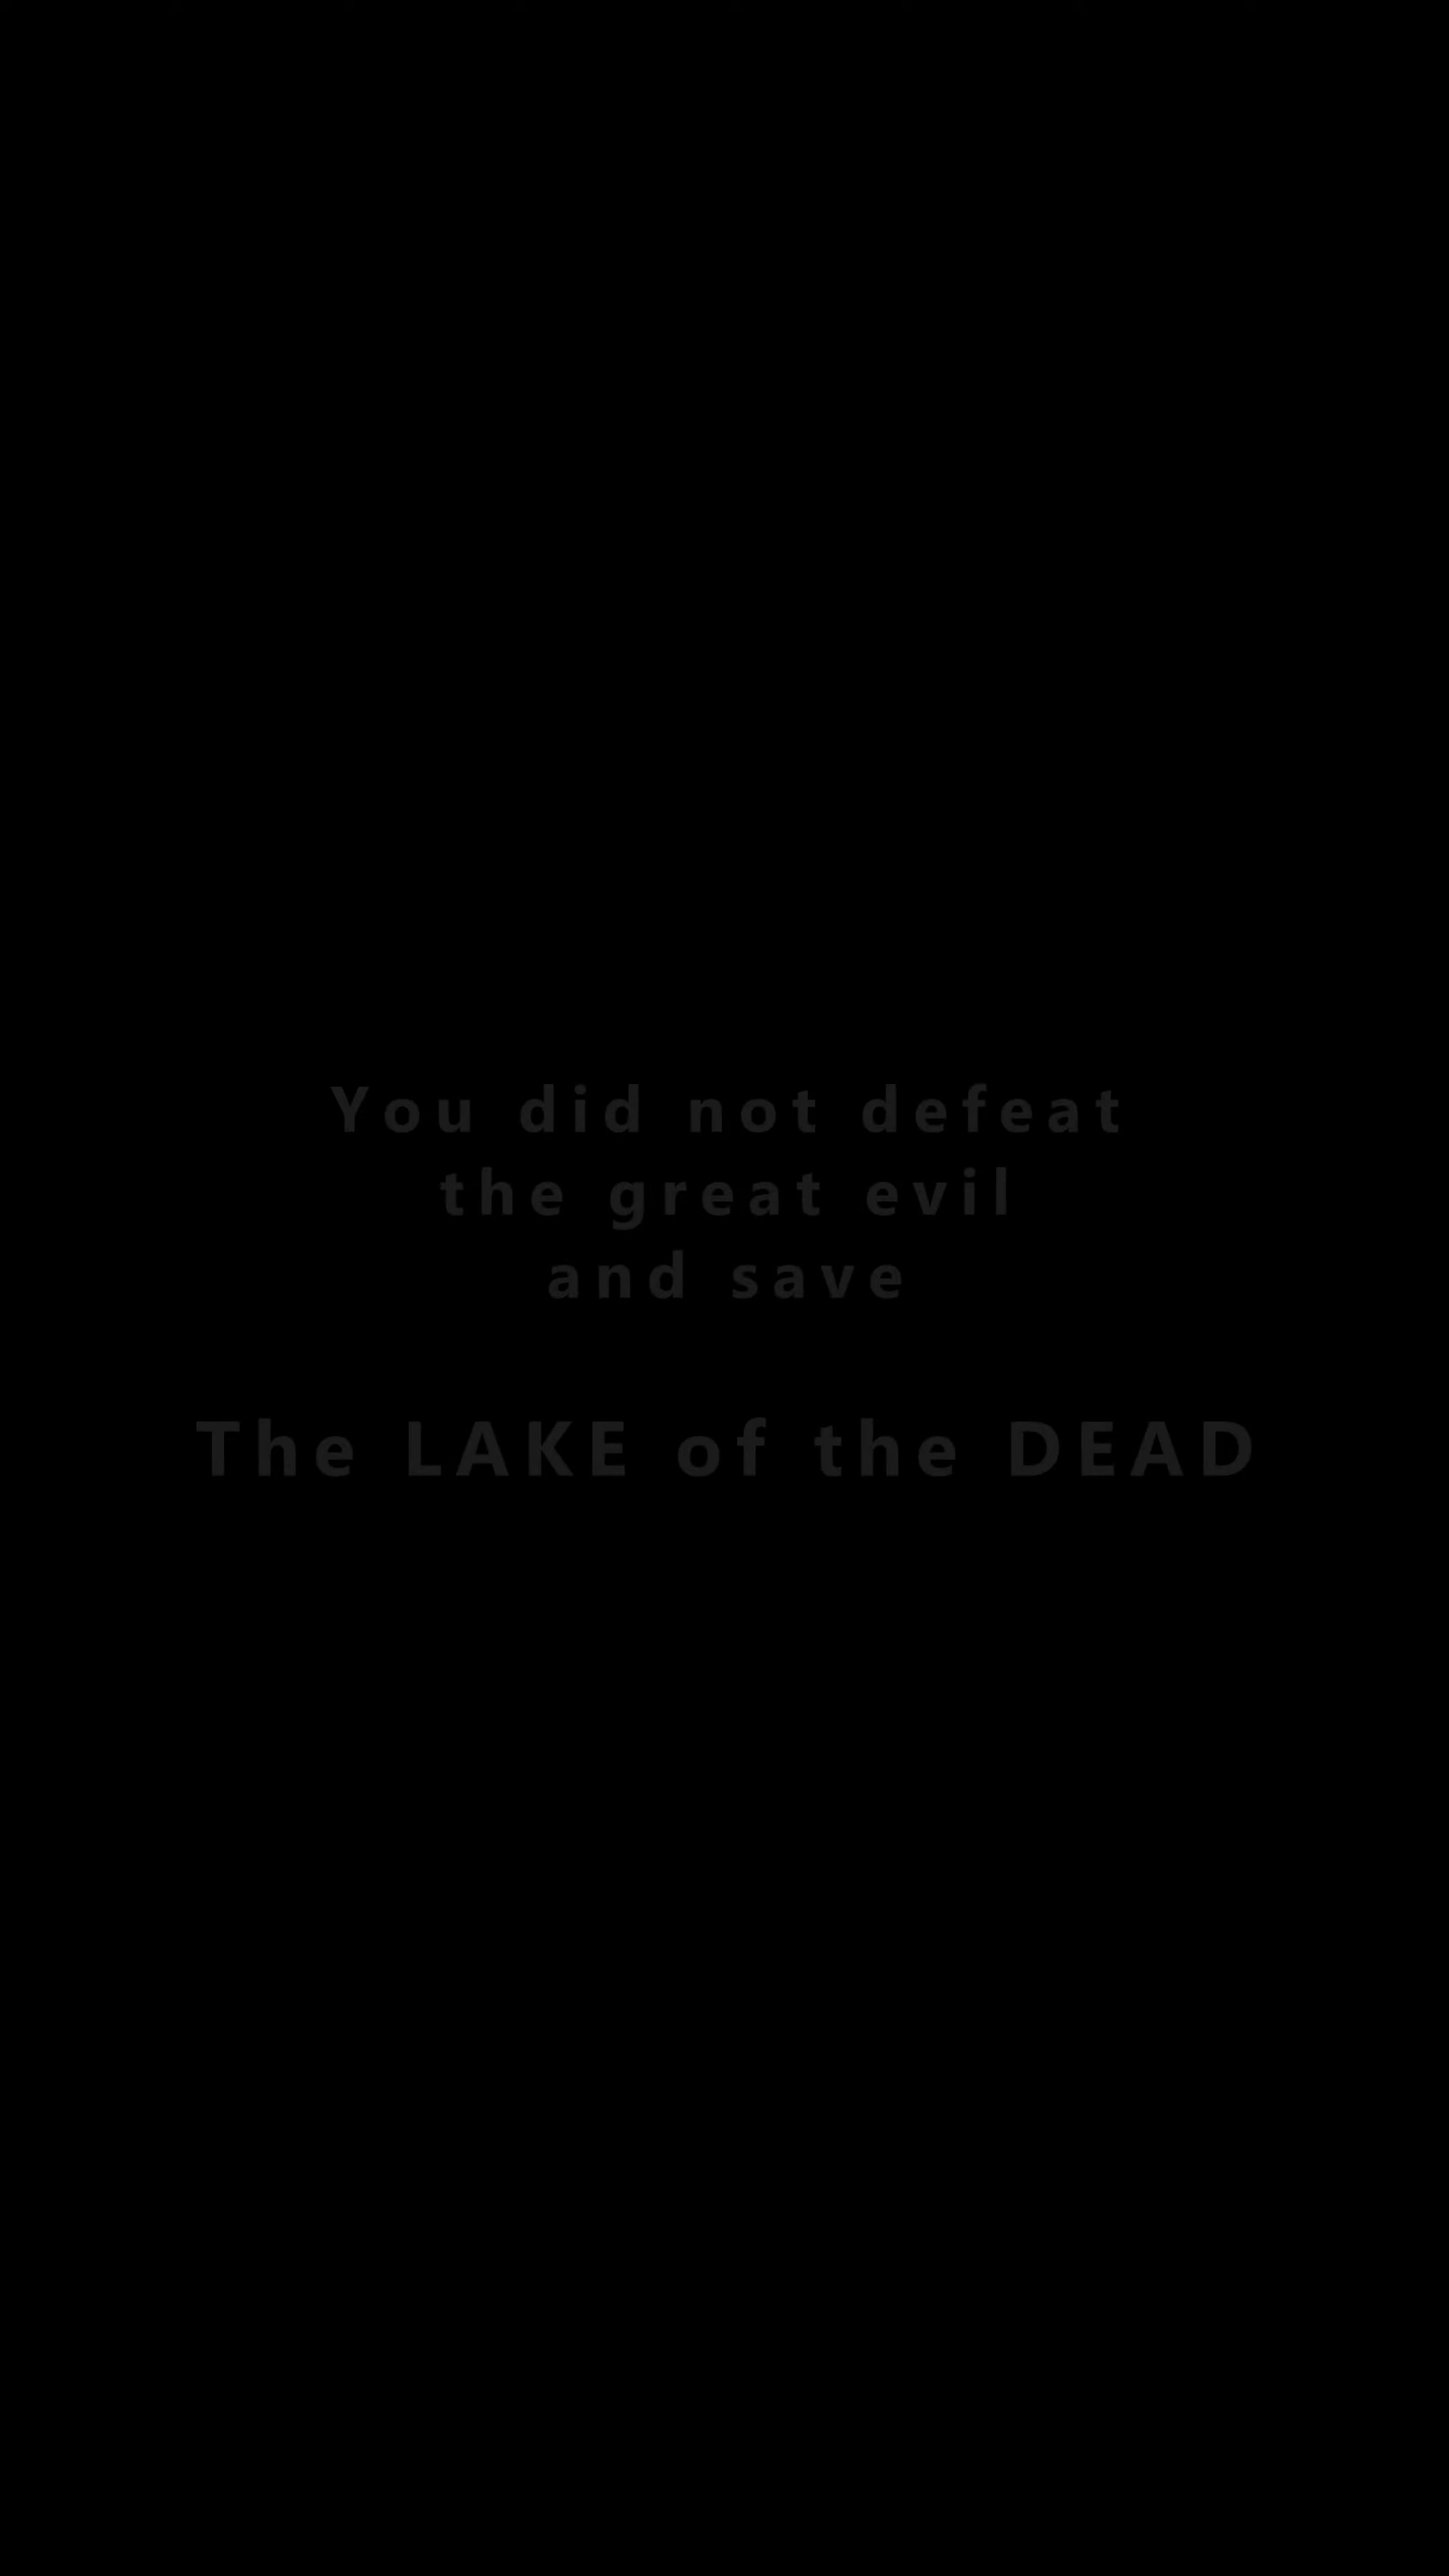 You did not defeat
the great evil
and save
The LAKE of the DEAD